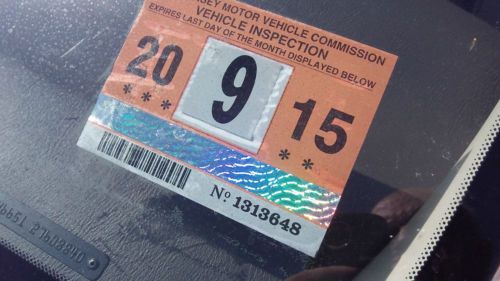 MOTOR VEHICLE COMMISSION
VEHICLE INSPECTION
EXPIRES LAST DAY OF THE MONTH DISPLAYED BELOW
20 9 15
*** **
No 1313648